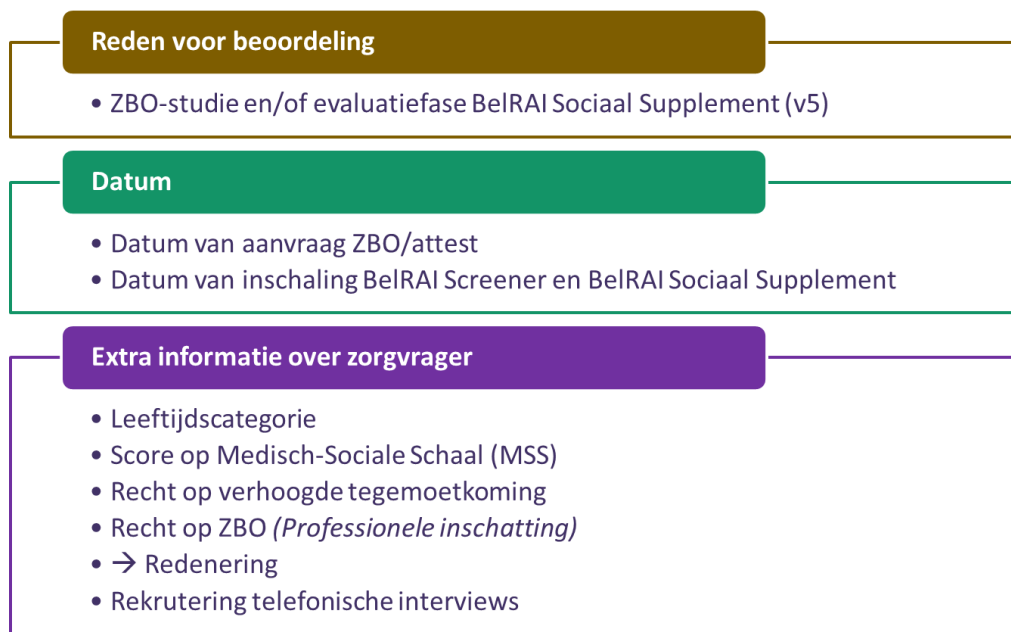 Reden voor beoordeling
• ZBO-studie en/of evaluatiefase BelRAI Sociaal Supplement (v5)
Datum
• Datum van aanvraag ZBO/attest
• Datum van inschaling BelRAI Screener en BelRAI Sociaal Supplement
Extra informatie over zorgvrager
• Leeftijdscategorie
• Score op Medisch-Sociale Schaal (MSS)
• Recht op verhoogde tegemoetkoming
• Recht op ZBO (Professionele inschatting)
• → Redenering
• Rekrutering telefonische interviews